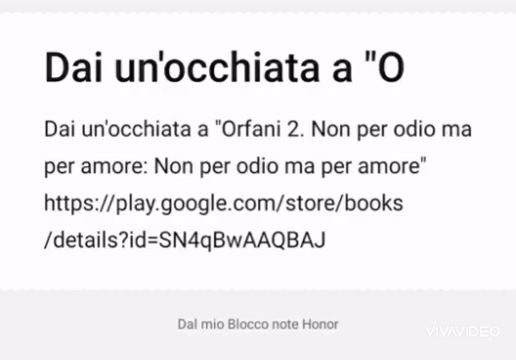 Dai un'occhiata a "O
Dai un'occhiata a "Orfani 2. Non per odio ma
per amore: Non per odio ma per amore"
https://play.google.com/store/books
/details?id=SN4qBwAAQBAJ
Dal mio Blocco note Honor
VIVAVIDEO